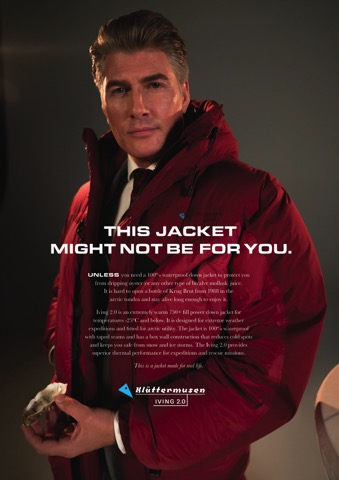 THIS JACKET
MIGHT NOT BE FOR YOU.
UNLESS you need a 100% waterproof down jacket to protect you
from dripping oyster or any other type of bivalve mollusk juice.
It is hard to open a bottle of Krug Brut from 1988 in the
arctic tundra and stay alive long enough to enjoy it.
Iving 2.0 is an extremely warm 750+ fill power down jacket for
temperatures -25°C and below. It is designed for extreme weather
expeditions and fitted for arctic utility. The jacket is 100% waterproof
with taped seams and has a box wall construction that reduces cold spots
and keeps you safe from snow and ice storms. The Iving 2.0 provides
superior thermal performance for expeditions and rescue missions.
This is a jacket made for real life.
Klättermusen
IVING 2.0